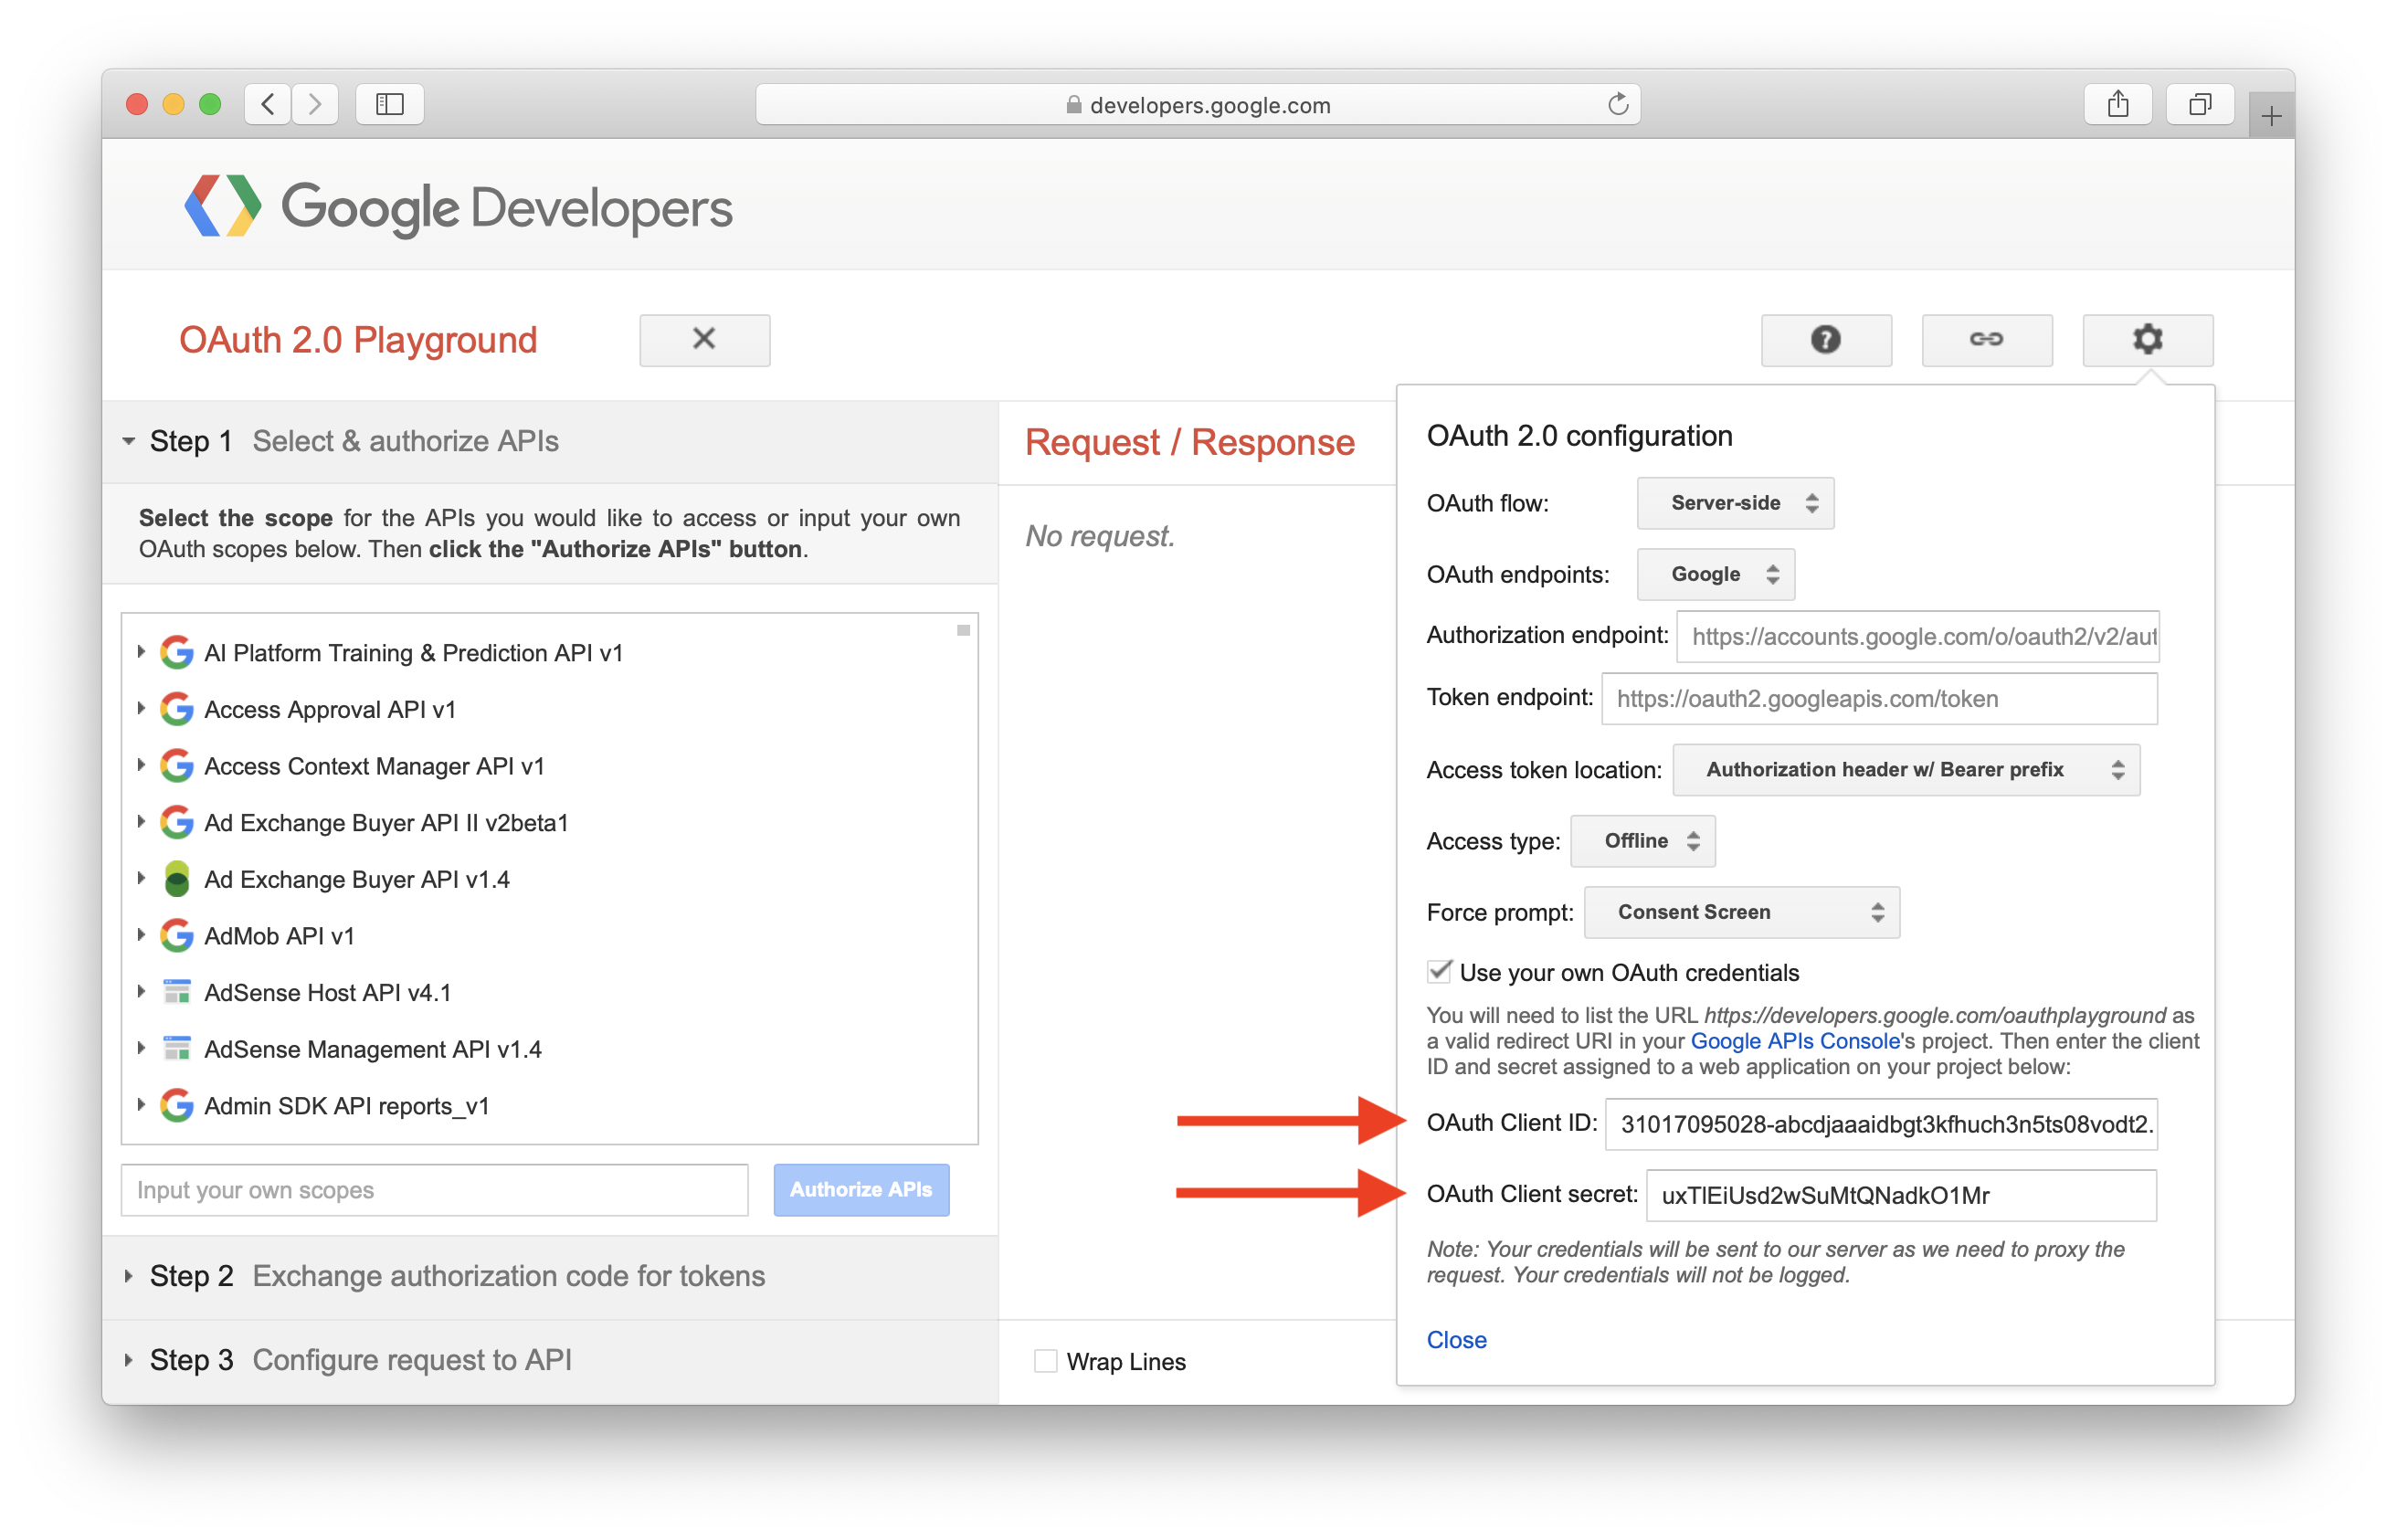 developers.google.com
Google Developers
OAuth 2.0 Playground
Step 1 Select & authorize APIs
Select the scope for the APIs you would like to access or input your own
OAuth scopes below. Then click the "Authorize APIs" button.
AI Platform Training & Prediction API v1
Access Approval API v1
Access Context Manager API v1
Ad Exchange Buyer API II v2beta1
Ad Exchange Buyer API v1.4
AdMob API v1
AdSense Host API v4.1
AdSense Management API v1.4
Admin SDK API reports_v1
Input your own scopes
Authorize APIs
Step 2 Exchange authorization code for tokens
Step 3 Configure request to API
Request / Response
No request.
Wrap Lines
OAuth 2.0 configuration
OAuth flow: Server-side
OAuth endpoints: Google
Authorization endpoint: https://accounts.google.com/o/oauth2/v2/aut
Token endpoint: https://oauth2.googleapis.com/token
Access token location: Authorization header w/ Bearer prefix
Access type: Offline
Force prompt: Consent Screen
Use your own OAuth credentials
You will need to list the URL https://developers.google.com/oauthplayground as
a valid redirect URI in your Google APIs Console's project. Then enter the client
ID and secret assigned to a web application on your project below:
OAuth Client ID: 31017095028-abcdjaaaidbgt3kfhuch3n5ts08vodt2.
OAuth Client secret: uxTlEiUsd2wSuMtQNadkO1Mr
Note: Your credentials will be sent to our server as we need to proxy the
request. Your credentials will not be logged.
Close